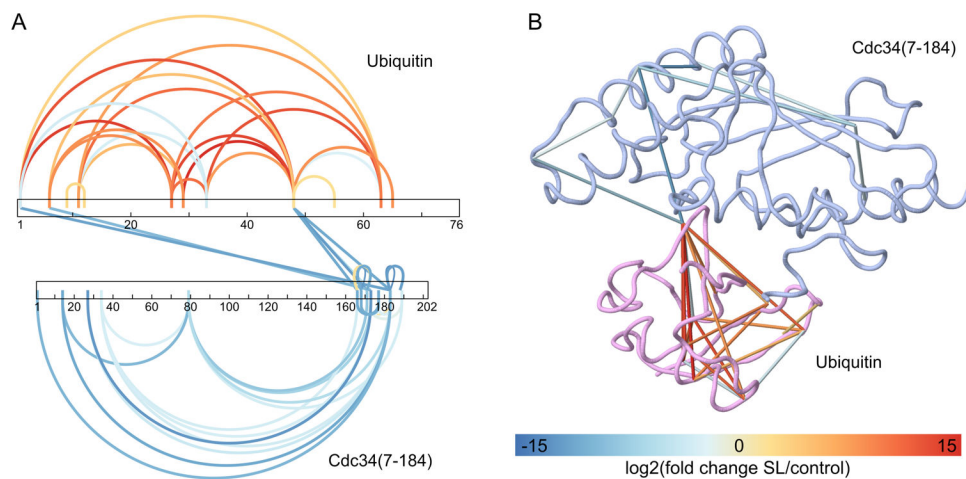 A
Ubiquitin
1 20 40 60 76
1 20 40 60 80 100 120 140 160 180 202
Cdc34(7-184)
B
Cdc34(7-184)
Ubiquitin
-15 0 15
log2(fold change SL/control)